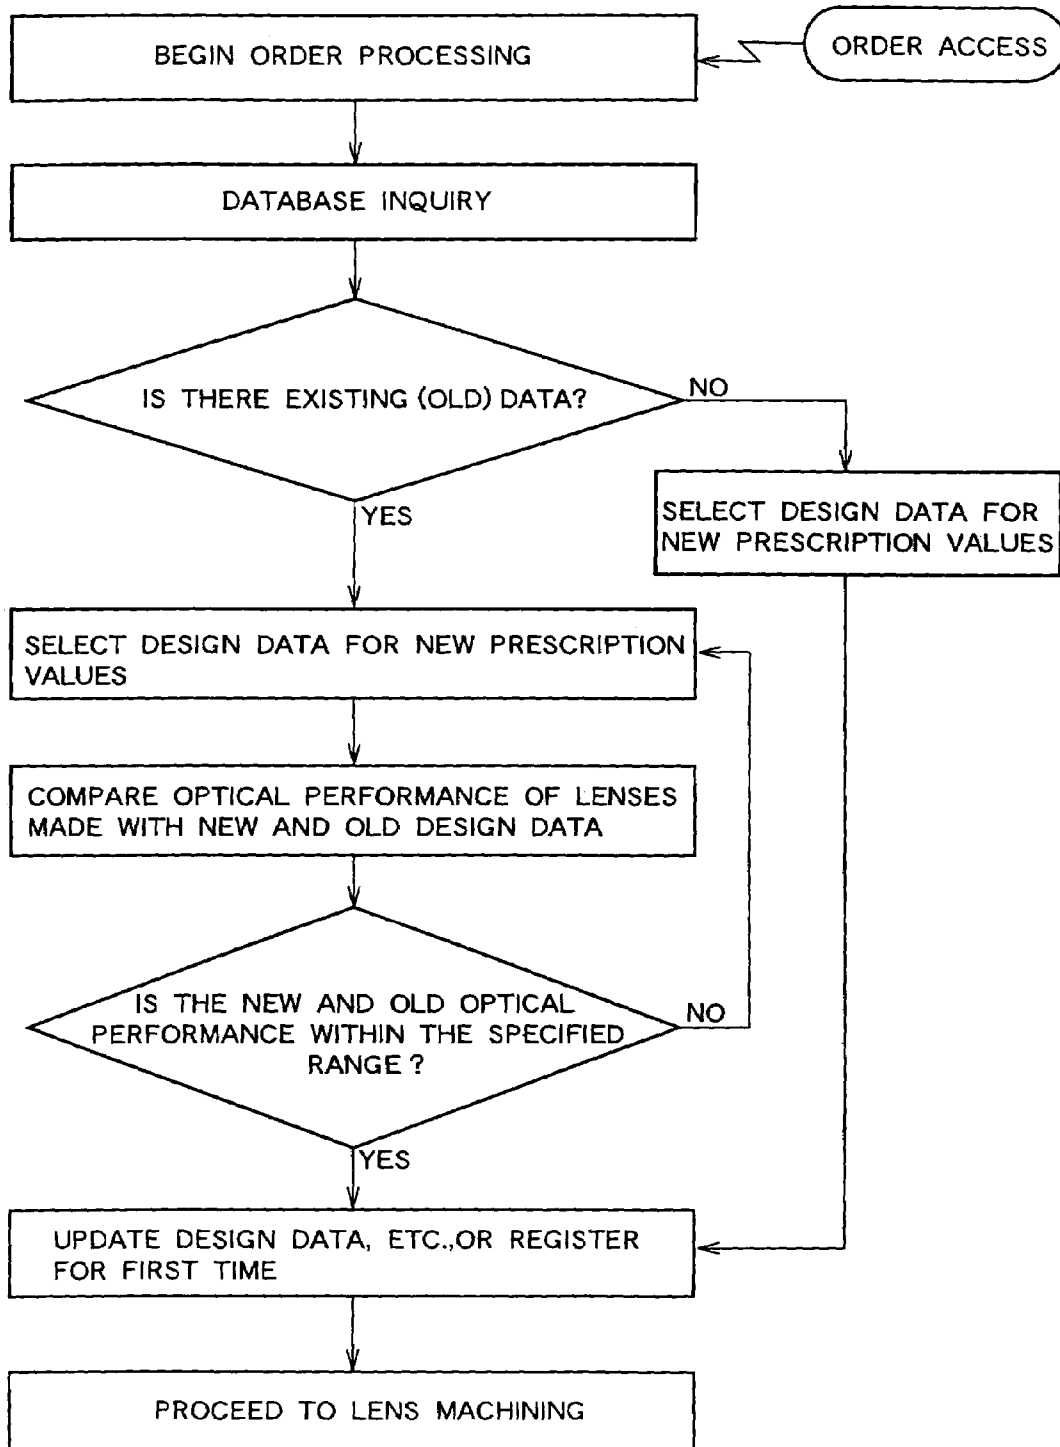 BEGIN ORDER PROCESSING
ORDER ACCESS
DATABASE INQUIRY
IS THERE EXISTING (OLD) DATA?
NO
YES
SELECT DESIGN DATA FOR
NEW PRESCRIPTION VALUES
SELECT DESIGN DATA FOR NEW PRESCRIPTION
VALUES
COMPARE OPTICAL PERFORMANCE OF LENSES
MADE WITH NEW AND OLD DESIGN DATA
IS THE NEW AND OLD OPTICAL
PERFORMANCE WITHIN THE SPECIFIED
RANGE ?
NO
YES
UPDATE DESIGN DATA, ETC.,OR REGISTER
FOR FIRST TIME
PROCEED TO LENS MACHINING